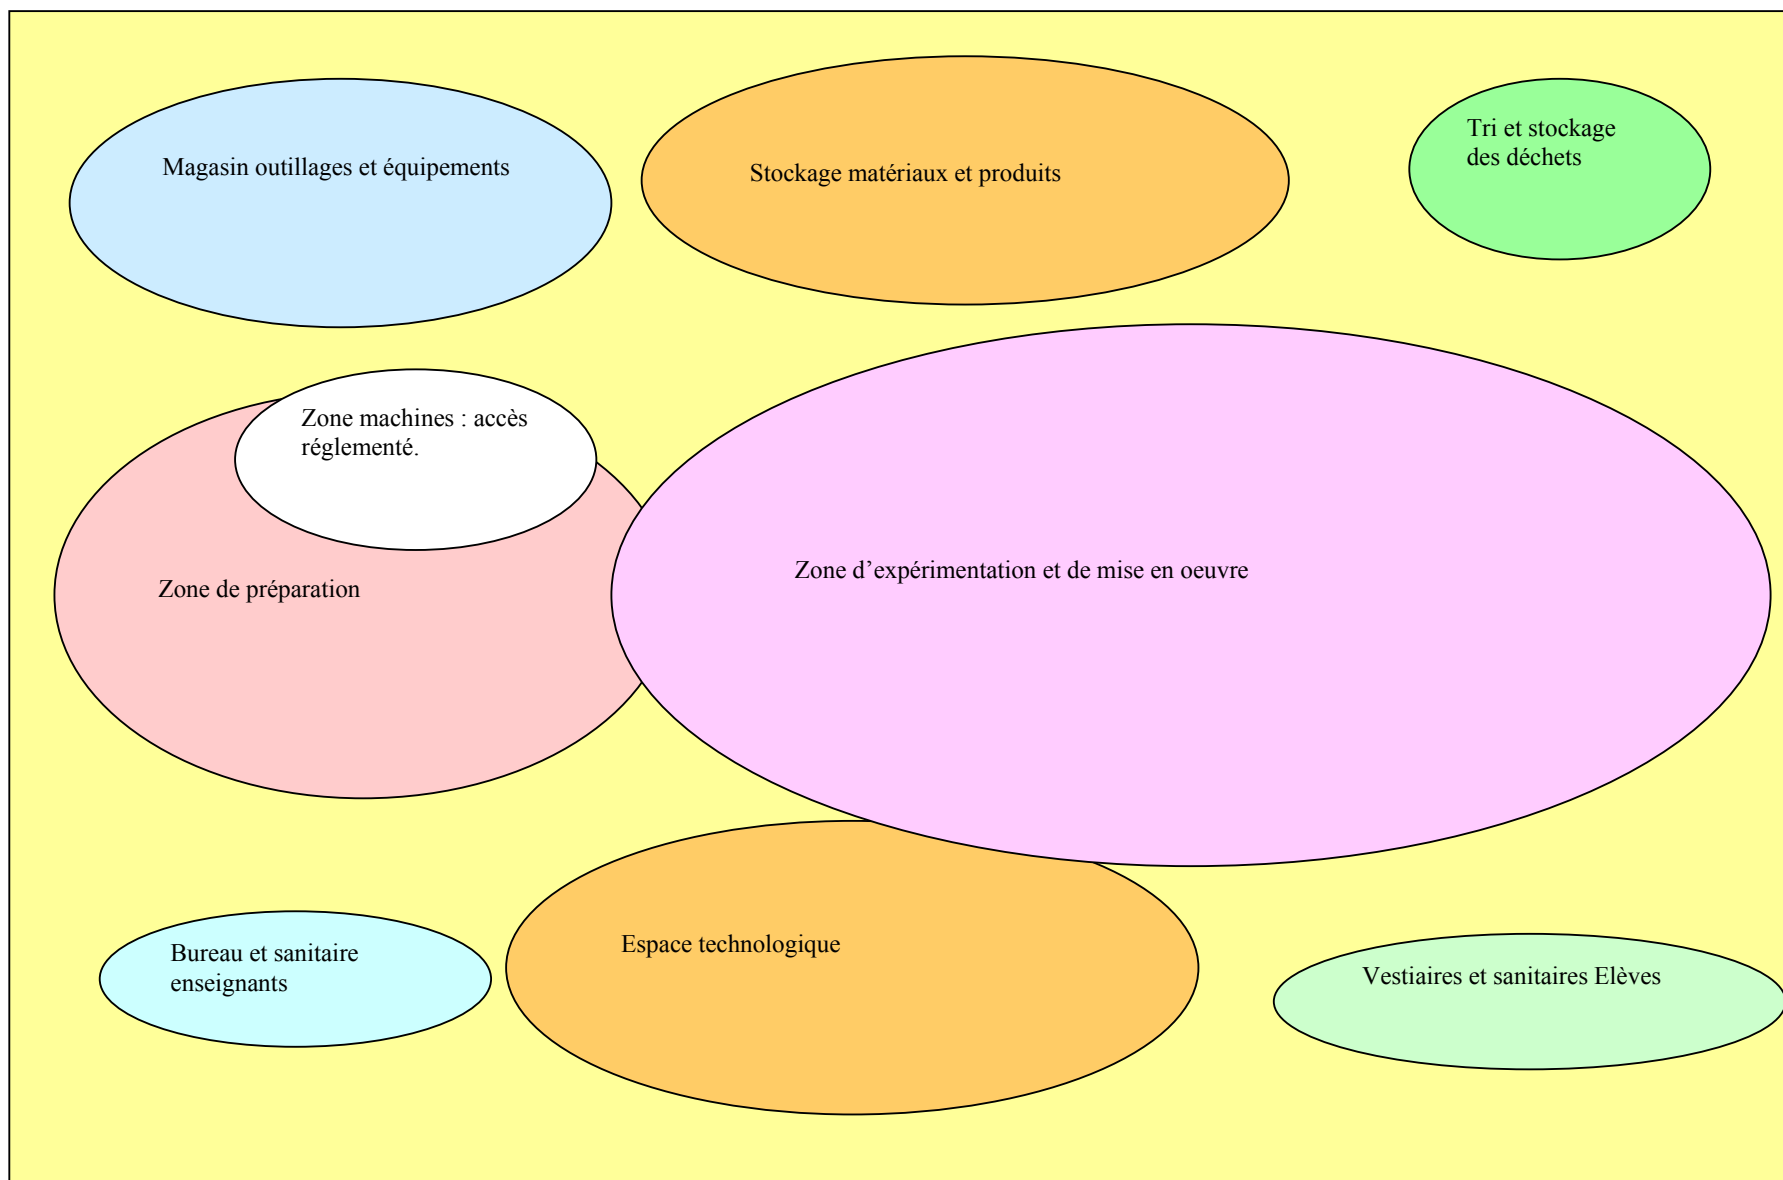 Magasin outillages et équipements
Stockage matériaux et produits
Tri et stockage
des déchets
Zone machines : accès
réglementé.
Zone de préparation
Zone d’expérimentation et de mise en oeuvre
Espace technologique
Bureau et sanitaire
enseignants
Vestiaires et sanitaires Elèves